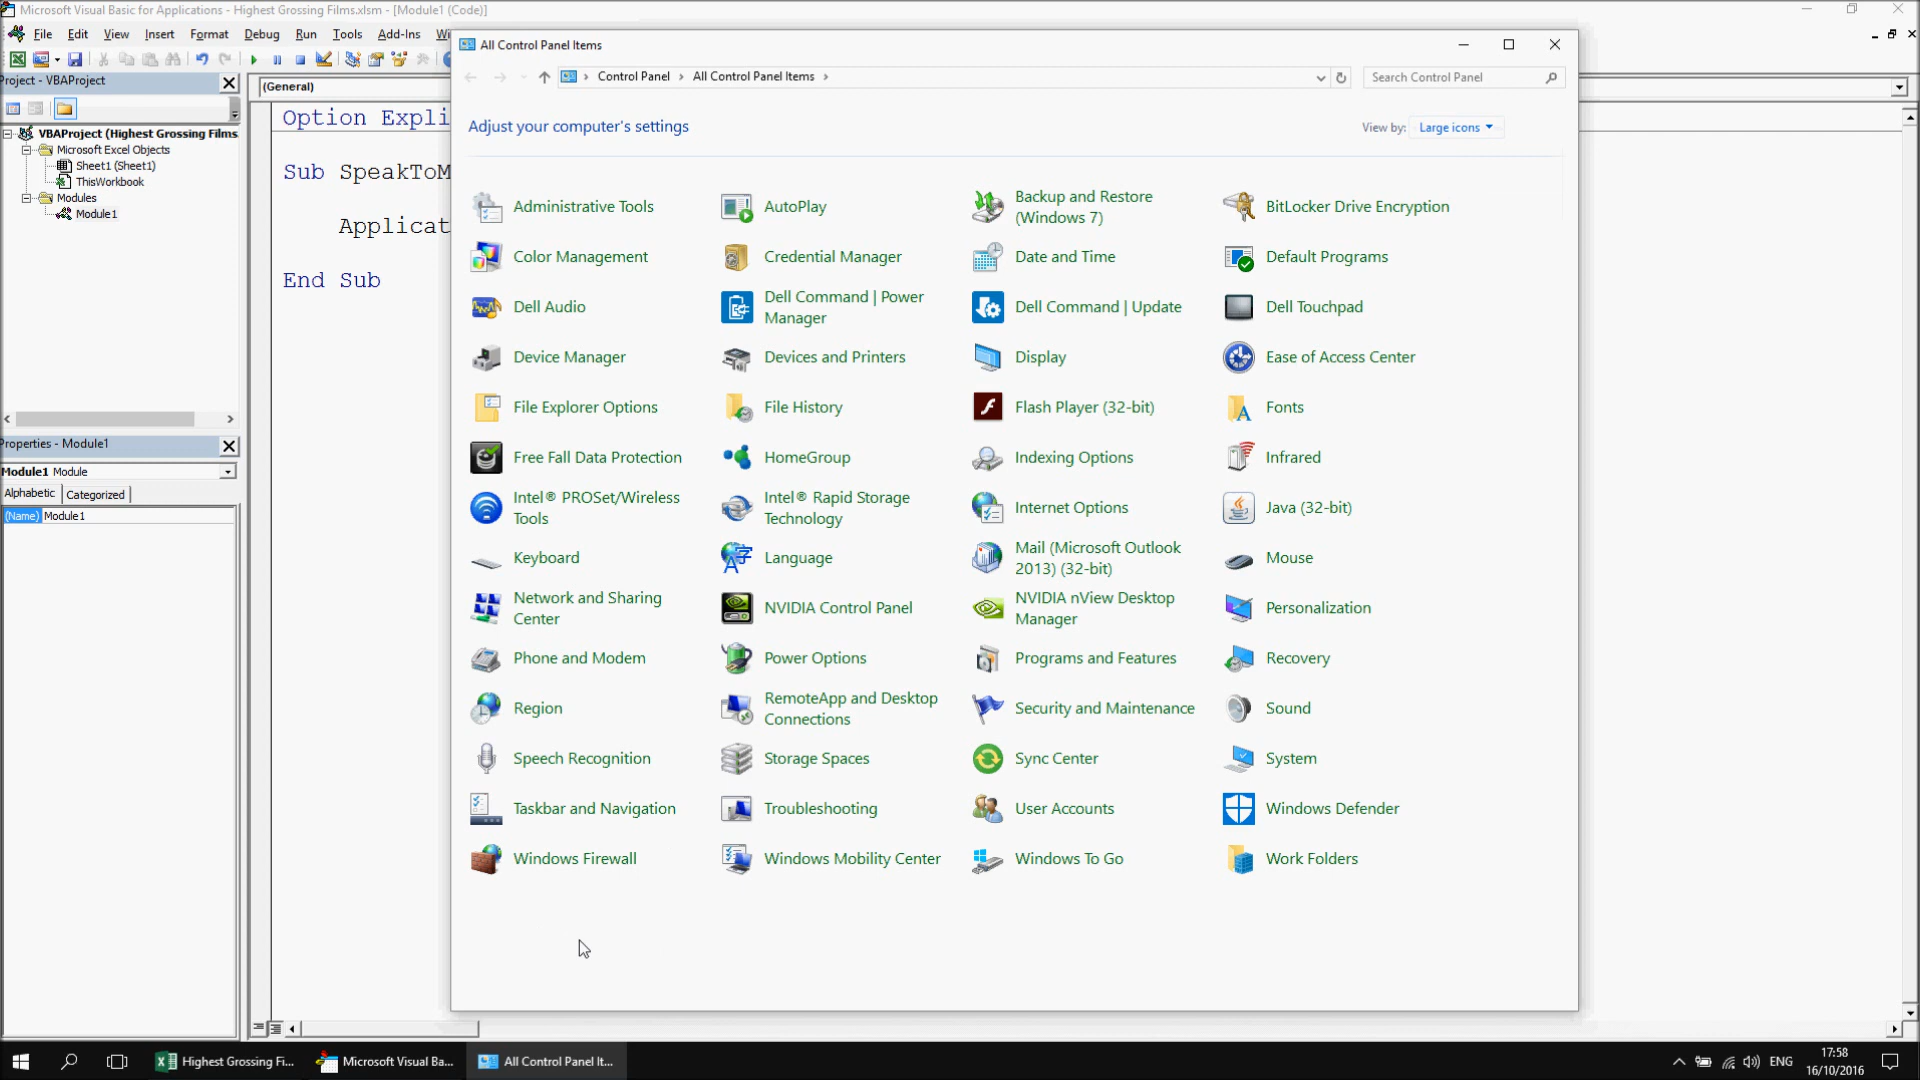 Microsoft Visual Basic for Applications - Highest Grossing Films.xlsm - [Module1 (Code)]
File Edit View Insert Format Debug Run Tools Add-Ins
Project - VBAProject
VBAProject (Highest Grossing Films
Microsoft Excel Objects
Sheet1 (Sheet1)
ThisWorkbook
Modules
Module1
Properties - Module1
Module1 Module
Alphabetic Categorized
(Name) Module1
(General)
Option Expli
Sub SpeakToM
Applicat
End Sub
All Control Panel Items
Control Panel > All Control Panel Items >
Search Control Panel
Adjust your computer's settings
View by: Large icons
Administrative Tools
AutoPlay
Backup and Restore
(Windows 7)
BitLocker Drive Encryption
Color Management
Credential Manager
Date and Time
Default Programs
Dell Audio
Dell Command | Power
Manager
Dell Command | Update
Dell Touchpad
Device Manager
Devices and Printers
Display
Ease of Access Center
File Explorer Options
File History
Flash Player (32-bit)
Fonts
Free Fall Data Protection
HomeGroup
Indexing Options
Infrared
Intel® PROSet/Wireless
Tools
Intel® Rapid Storage
Technology
Internet Options
Java (32-bit)
Keyboard
Language
Mail (Microsoft Outlook
2013) (32-bit)
Mouse
Network and Sharing
Center
NVIDIA Control Panel
NVIDIA nView Desktop
Manager
Personalization
Phone and Modem
Power Options
Programs and Features
Recovery
Region
RemoteApp and Desktop
Connections
Security and Maintenance
Sound
Speech Recognition
Storage Spaces
Sync Center
System
Taskbar and Navigation
Troubleshooting
User Accounts
Windows Defender
Windows Firewall
Windows Mobility Center
Windows To Go
Work Folders
Highest Grossing Fi...
Microsoft Visual Ba...
All Control Panel It...
ENG
17:58
16/10/2016